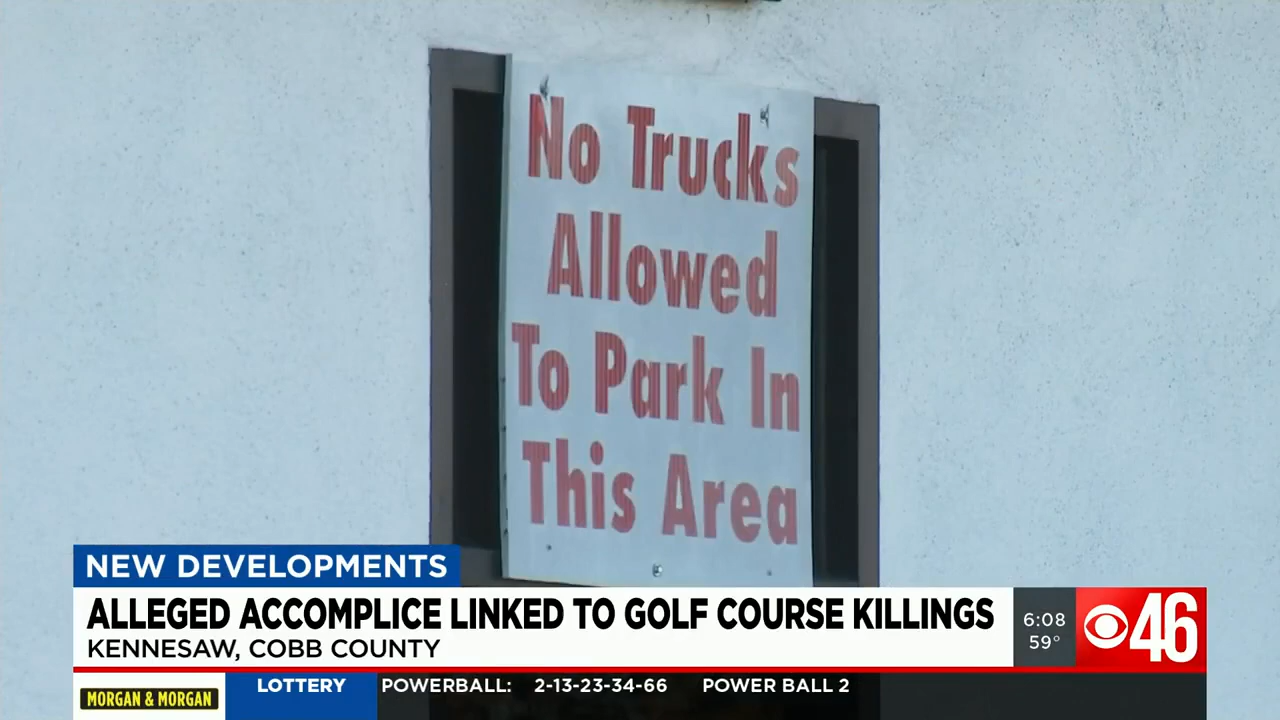 No Trucks
Allowed
To Park In
This Area
NEW DEVELOPMENTS
ALLEGED ACCOMPLICE LINKED TO GOLF COURSE KILLINGS
KENNESAW, COBB COUNTY
6:08
59°
46
MORGAN & MORGAN
LOTTERY
POWERBALL: 2-13-23-34-66 POWER BALL 2